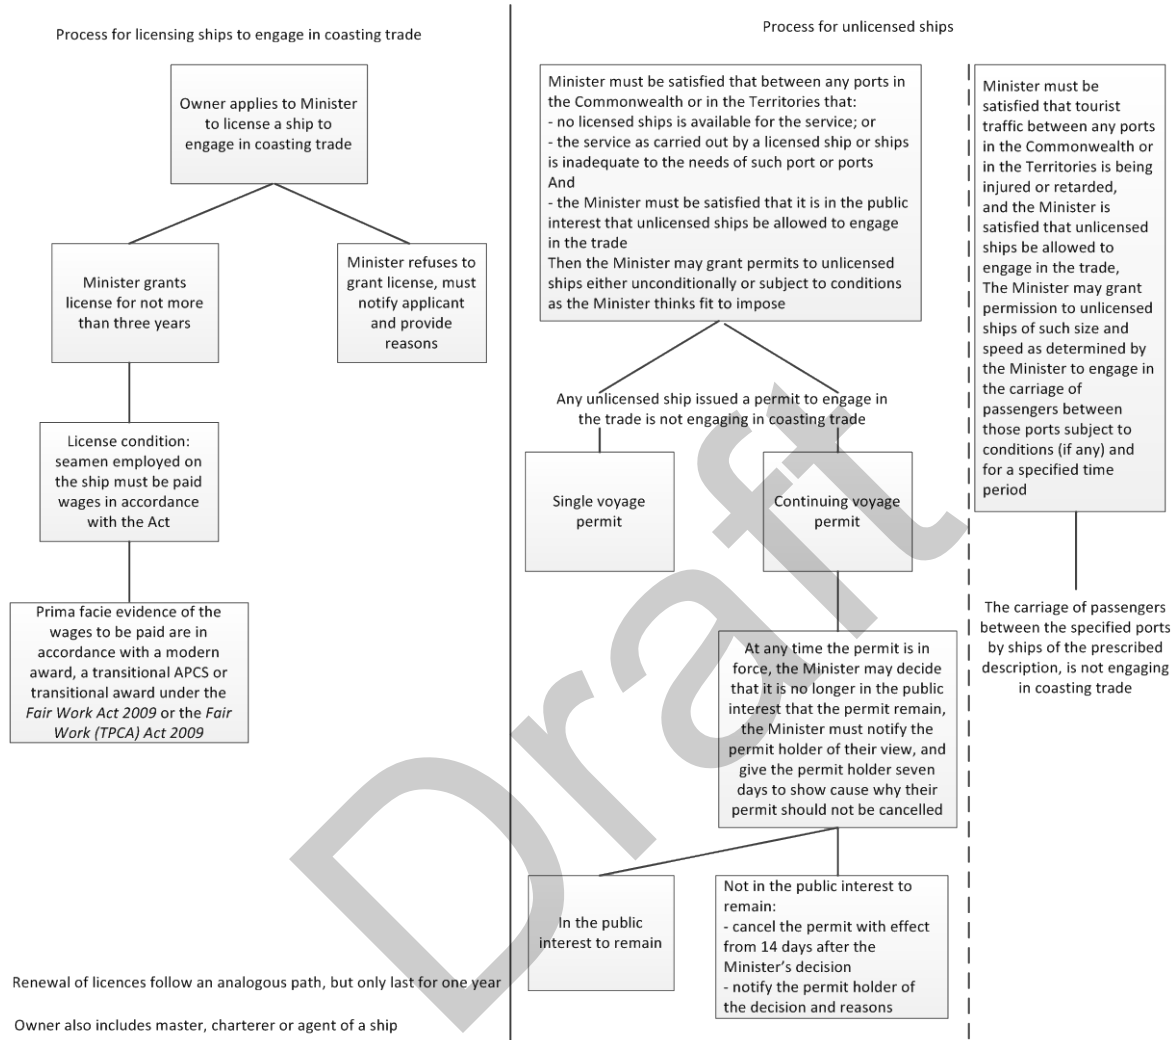 Process for licensing ships to engage in coasting trade
Owner applies to Minister
to license a ship to
engage in coasting trade
Minister grants
license for not more
than three years
Minister refuses to
grant license, must
notify applicant
and provide
reasons
License condition:
seamen employed on
the ship must be paid
wages in accordance
with the Act
Prima facie evidence of the
wages to be paid are in
accordance with a modern
award, a transitional APCS or
transitional award under the
Fair Work Act 2009 or the Fair
Work (TPCA) Act 2009
Renewal of licences follow an analogous path, but only last for one year
Owner also includes master, charterer or agent of a ship
Process for unlicensed ships
Minister must be satisfied that between any ports in
the Commonwealth or in the Territories that:
- no licensed ships is available for the service; or
- the service as carried out by a licensed ship or ships
is inadequate to the needs of such port or ports
And
- the Minister must be satisfied that it is in the public
interest that unlicensed ships be allowed to engage
in the trade
Then the Minister may grant permits to unlicensed
ships either unconditionally or subject to conditions
as the Minister thinks fit to impose
Any unlicensed ship issued a permit to engage in
the trade is not engaging in coasting trade
Single voyage
permit
Continuing voyage
permit
At any time the permit is in
force, the Minister may decide
that it is no longer in the public
interest that the permit remain,
the Minister must notify the
permit holder of their view, and
give the permit holder seven
days to show cause why their
permit should not be cancelled
In the public
interest to remain
Not in the public interest to
remain:
- cancel the permit with effect
from 14 days after the
Minister's decision
- notify the permit holder of
the decision and reasons
Minister must be
satisfied that tourist
traffic between any ports
in the Commonwealth or
in the Territories is being
injured or retarded,
and the Minister is
satisfied that unlicensed
ships be allowed to
engage in the trade,
The Minister may grant
permission to unlicensed
ships of such size and
speed as determined by
the Minister to engage in
the carriage of
passengers between
those ports subject to
conditions (if any) and
for a specified time
period
The carriage of passengers
between the specified ports
by ships of the prescribed
description, is not engaging
in coasting trade
Draft